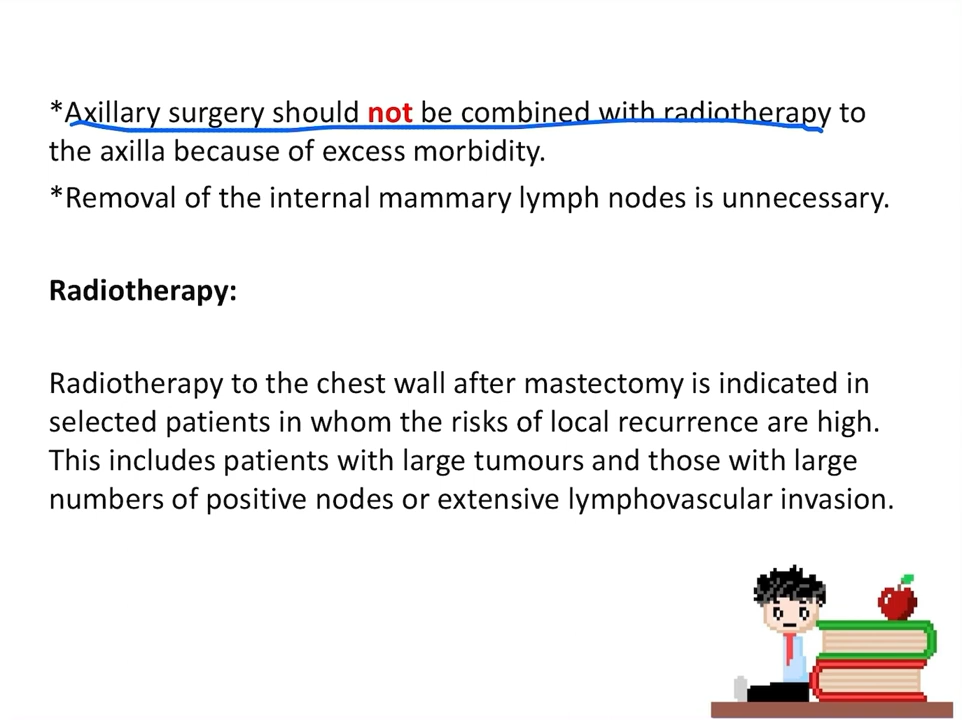 *Axillary surgery should not be combined with radiotherapy to
the axilla because of excess morbidity.
*Removal of the internal mammary lymph nodes is unnecessary.
Radiotherapy:
Radiotherapy to the chest wall after mastectomy is indicated in
selected patients in whom the risks of local recurrence are high.
This includes patients with large tumours and those with large
numbers of positive nodes or extensive lymphovascular invasion.